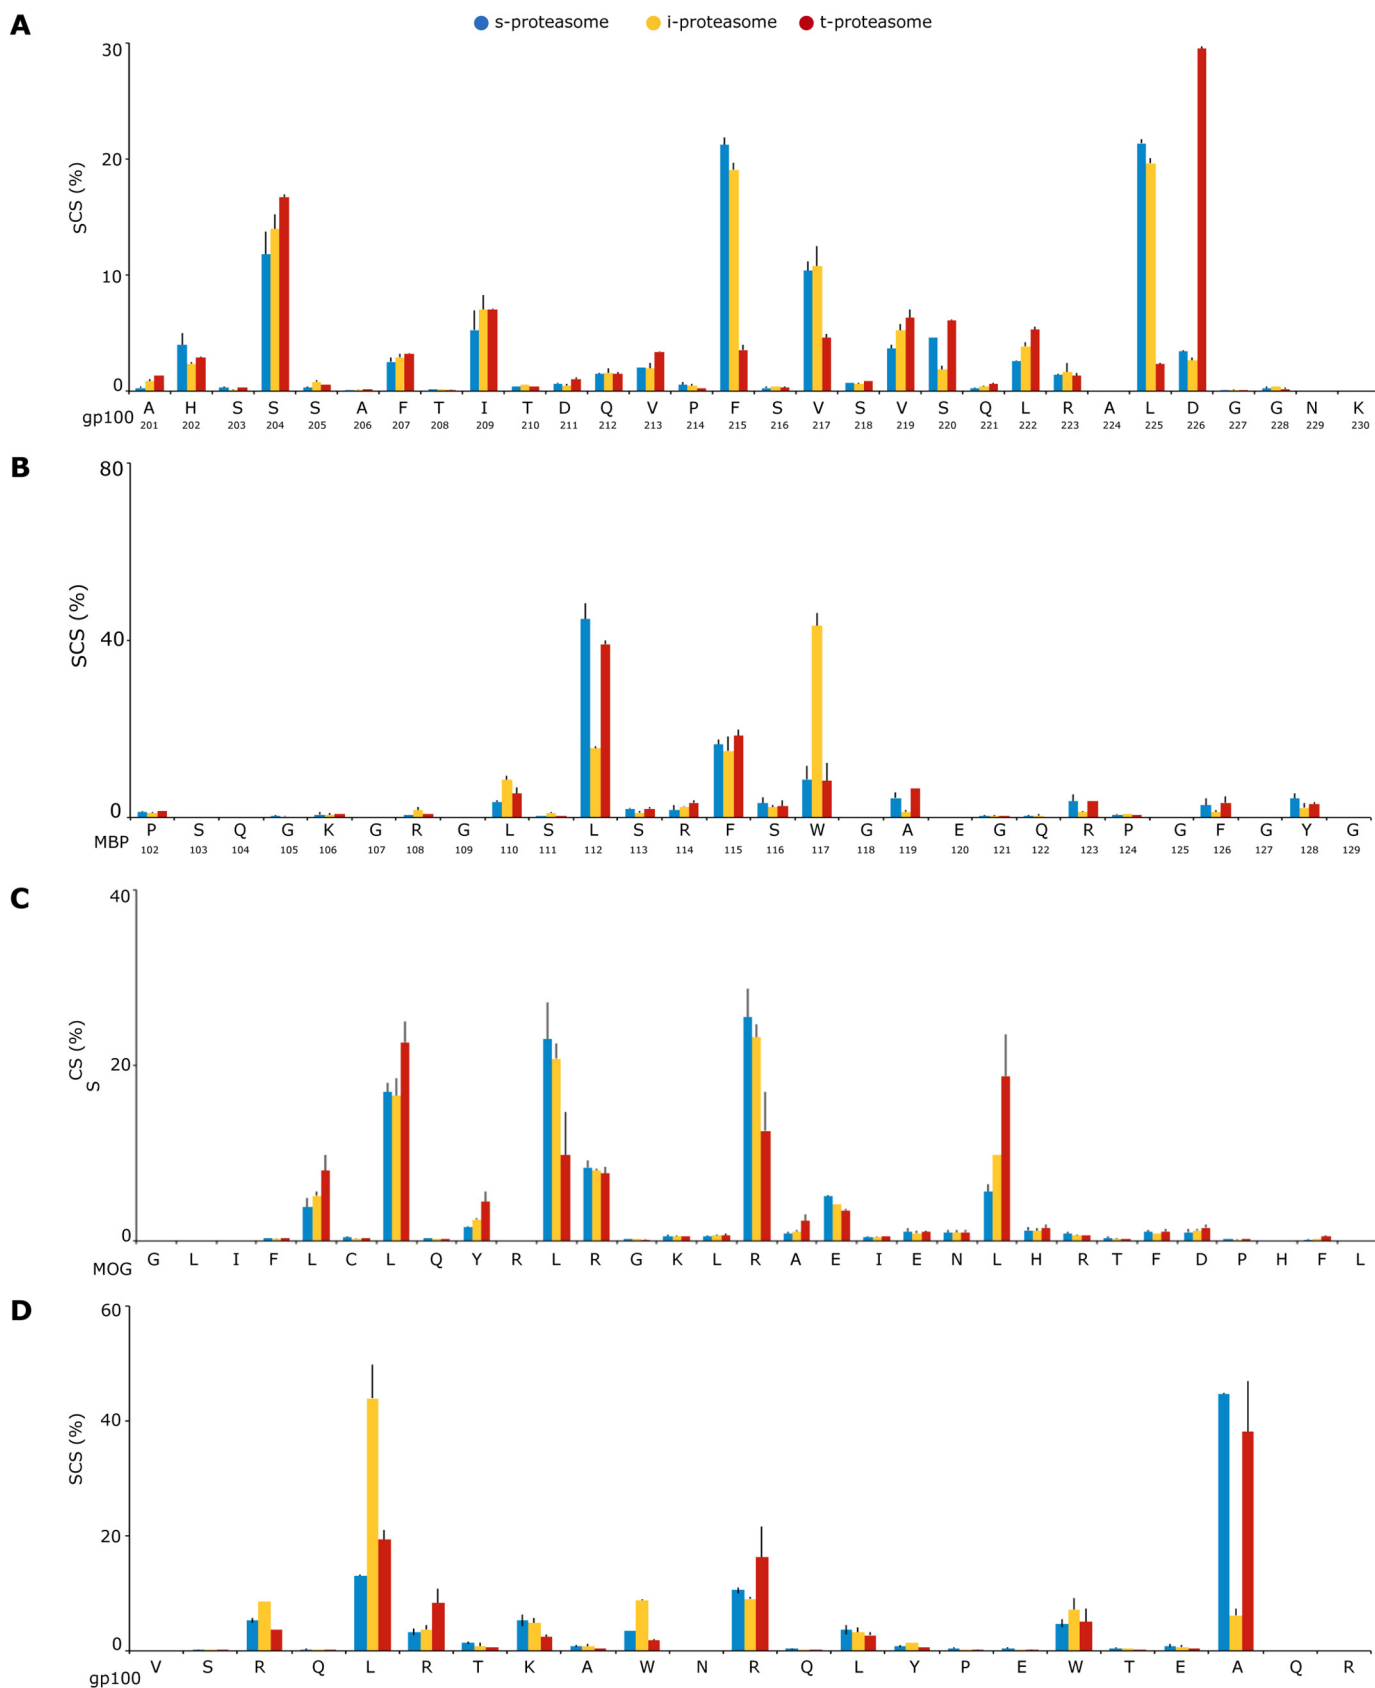 A
s-proteasome i-proteasome t-proteasome
30
20
10
0
SCS (%)
A H S S S A F T I T D Q V P F S V S V S Q L R A L D G G N K
gp100
201 202 203 204 205 206 207 208 209 210 211 212 213 214 215 216 217 218 219 220 221 222 223 224 225 226 227 228 229 230
B
80
40
0
SCS (%)
P S Q G K G R G L S L S R F S W G A E G Q R P G F G Y G
MBP
102 103 104 105 106 107 108 109 110 111 112 113 114 115 116 117 118 119 120 121 122 123 124 125 126 127 128 129
C
40
20
0
SCS (%)
G L I F L C L Q Y R L R G K L R A E I E N L H R T F D P H F L
MOG
D
60
40
20
0
SCS (%)
V S R Q L R T K A W N R Q L Y P E W T E A Q R
gp100